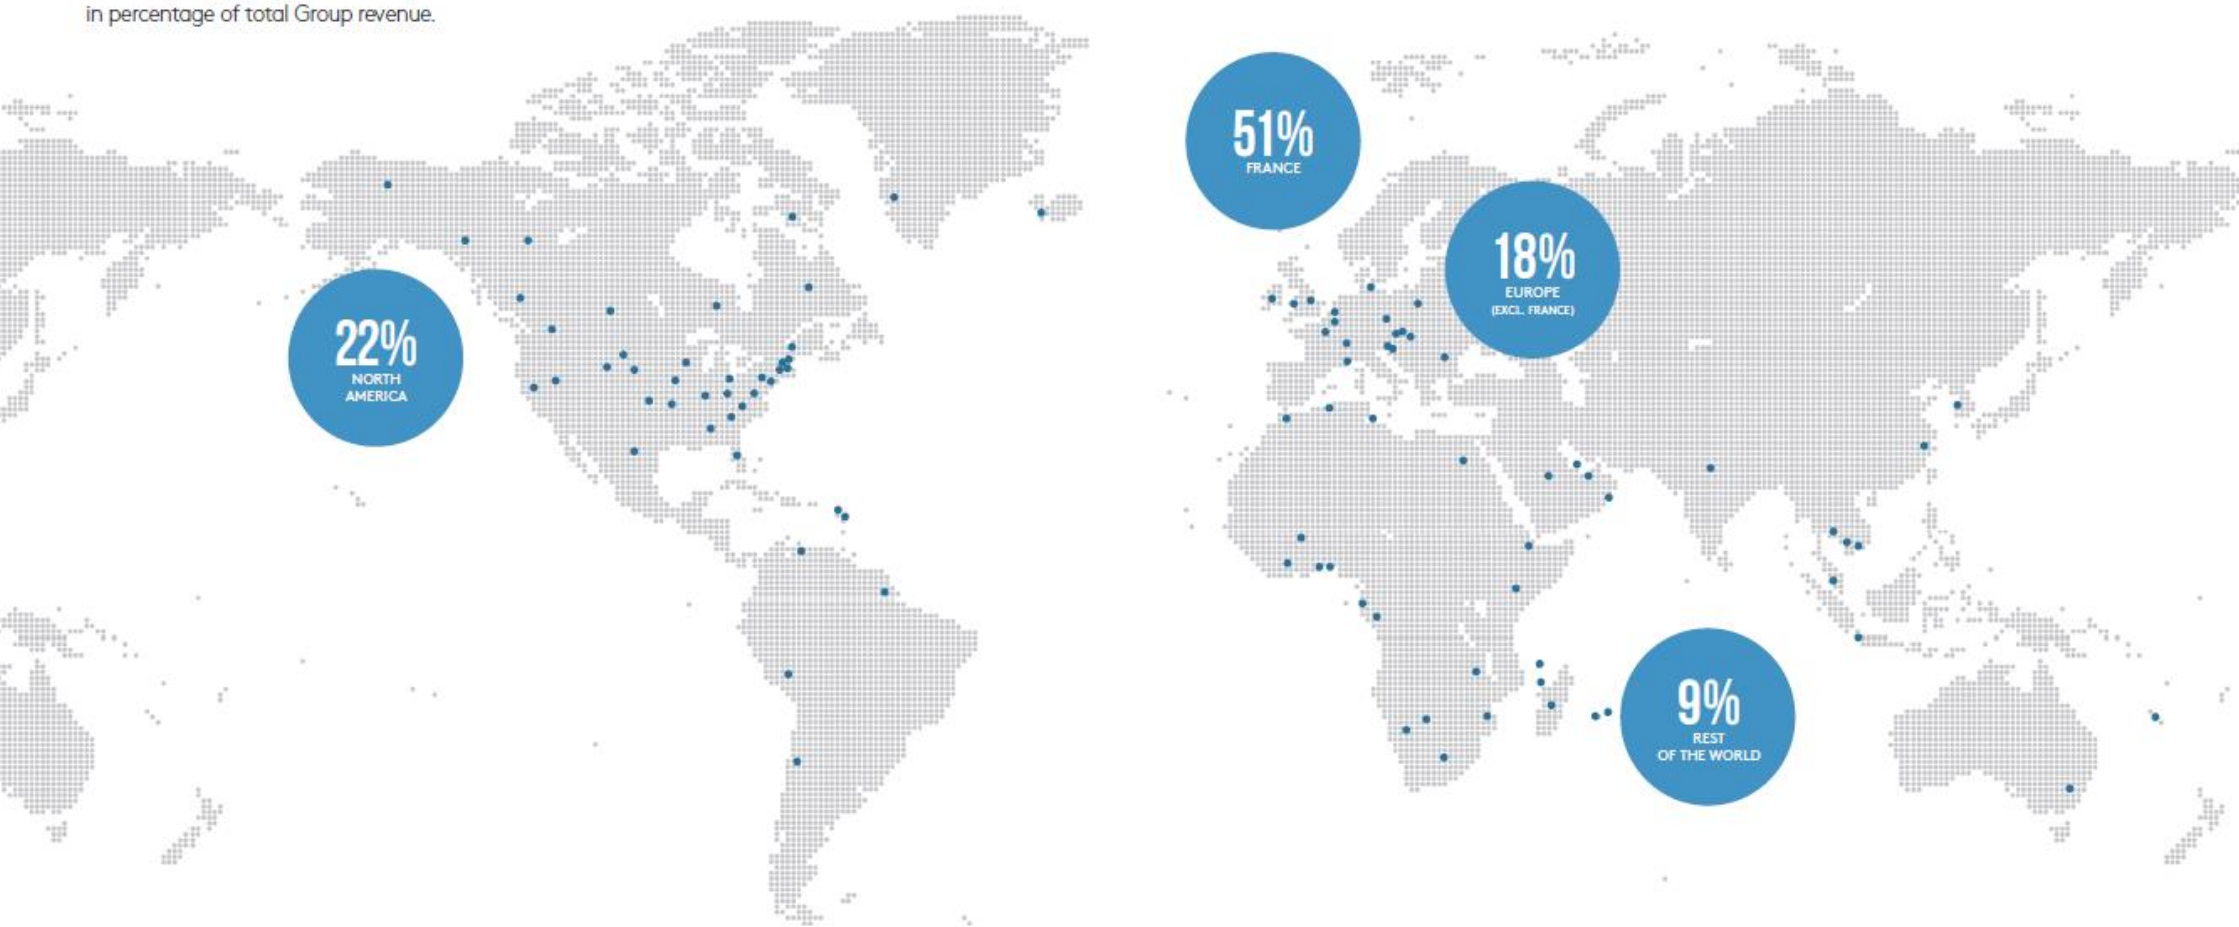 in percentage of total Group revenue.
51%
FRANCE
18%
EUROPE
(EXCL. FRANCE)
22%
NORTH
AMERICA
9%
REST
OF THE WORLD